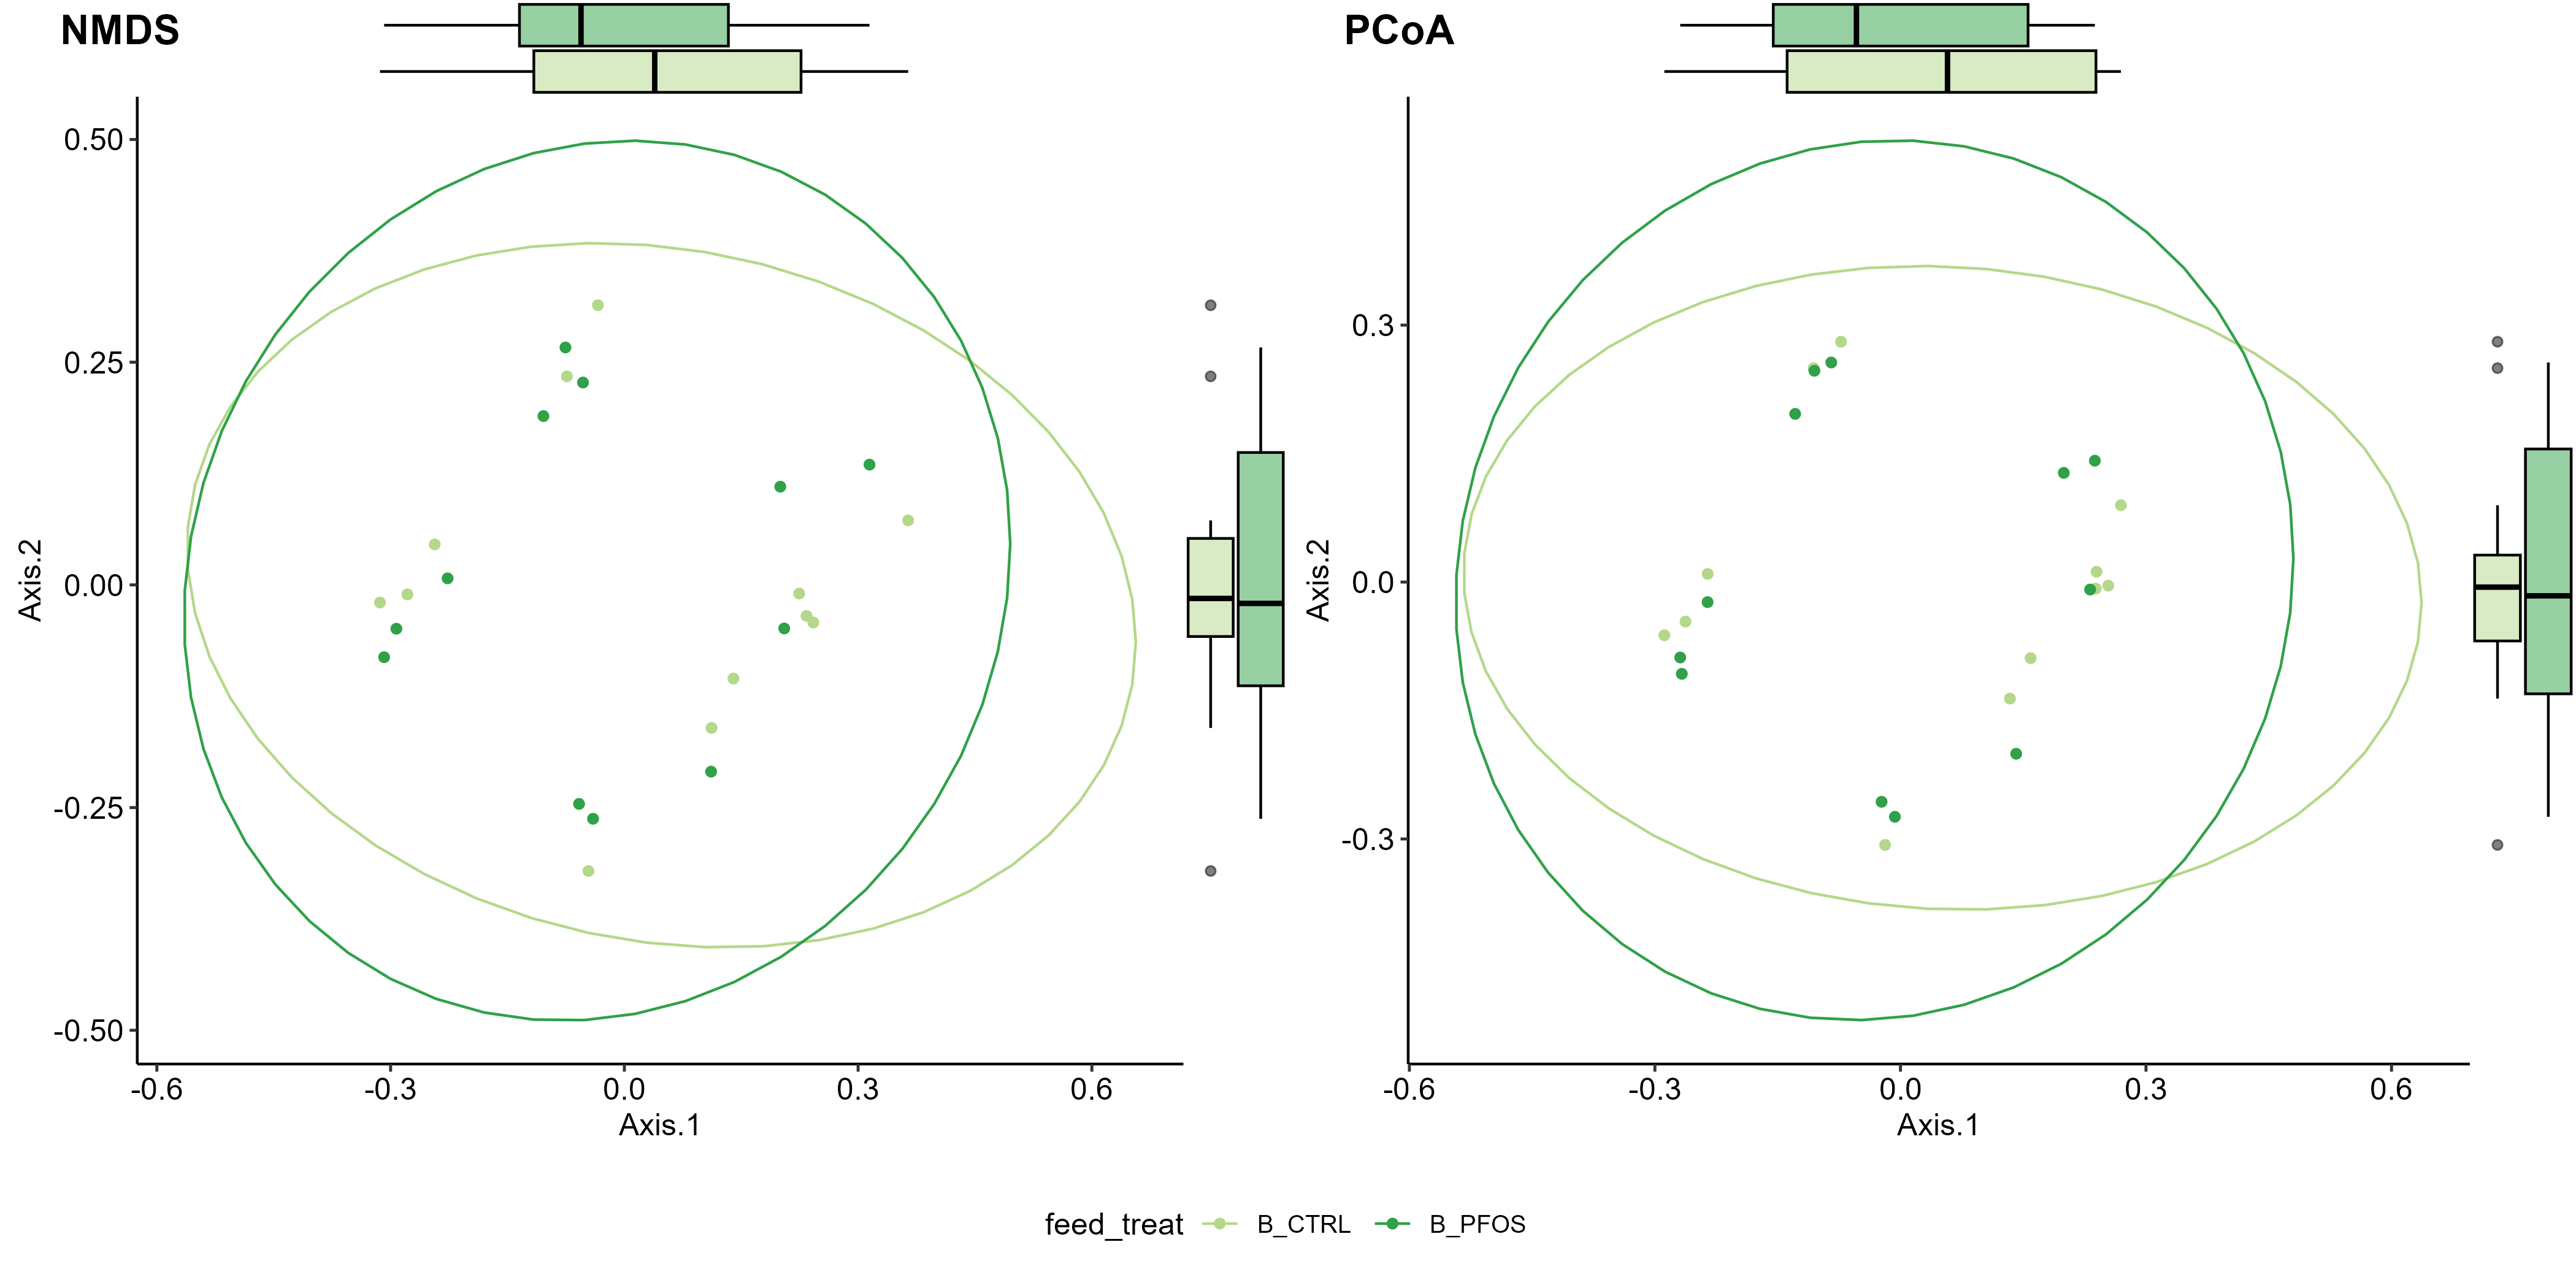 NMDS
0.50
0.25
0.00
-0.25
-0.50
Axis.2
-0.6 -0.3 0.0 0.3 0.6
Axis.1
PCoA
0.3
0.0
-0.3
Axis.2
-0.6 -0.3 0.0 0.3 0.6
Axis.1
feed_treat B_CTRL B_PFOS